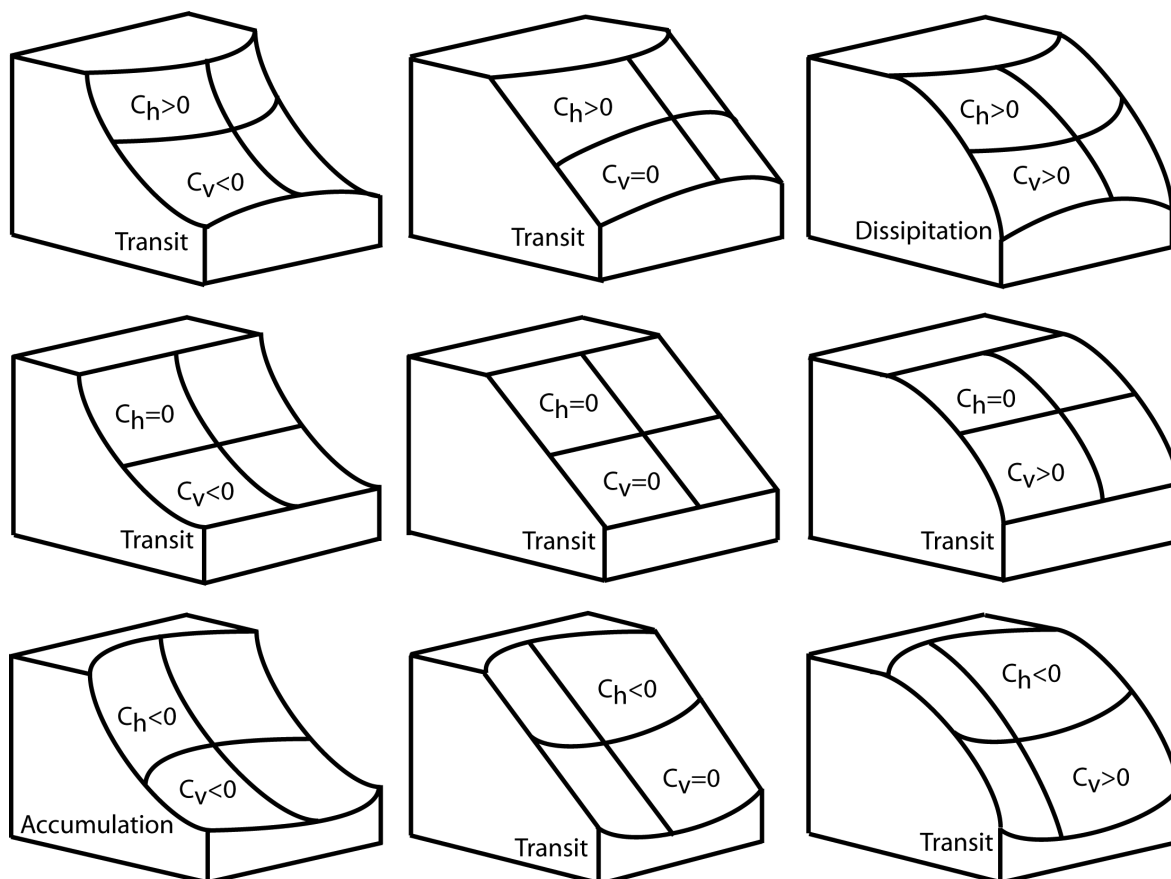 Ch>0
Cv<0
Transit
Ch>0
Cv=0
Transit
Ch>0
Cv>0
Dissipitation
Ch=0
Cv<0
Transit
Ch=0
Cv=0
Transit
Ch=0
Cv>0
Transit
Ch<0
Cv<0
Accumulation
Ch<0
Cv=0
Transit
Ch<0
Cv>0
Transit